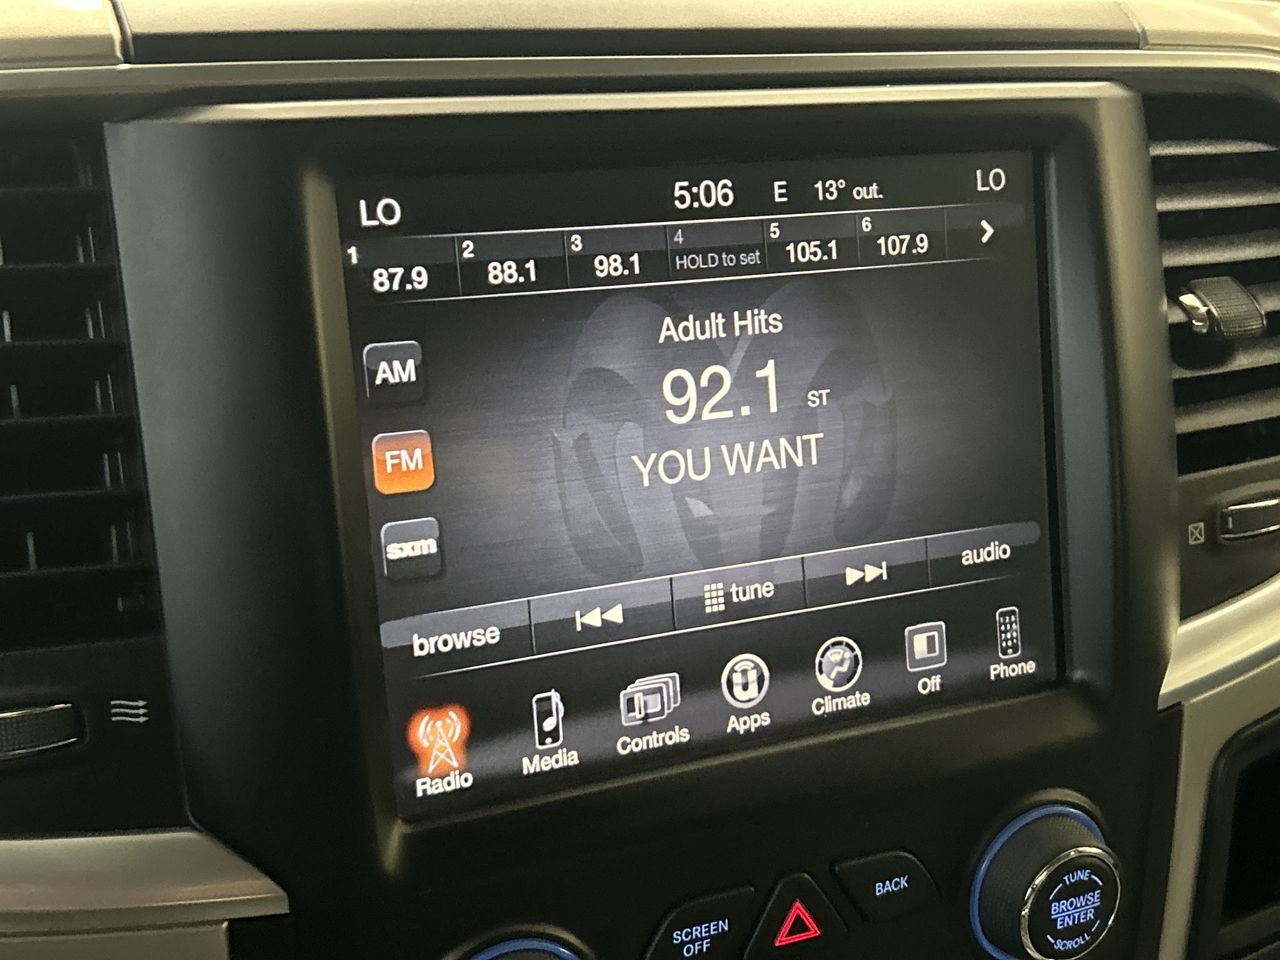 LO 5:06 E 13° out. LO
1 87.9 2 88.1 3 98.1 4 HOLD to set 5 105.1 6 107.9
Adult Hits
AM
92.1 ST
FM
YOU WANT
sxm
browse tune audio
Radio Media Controls Apps Climate Off Phone
SCREEN OFF
BACK
TUNE
BROWSE
ENTER
SCROLL